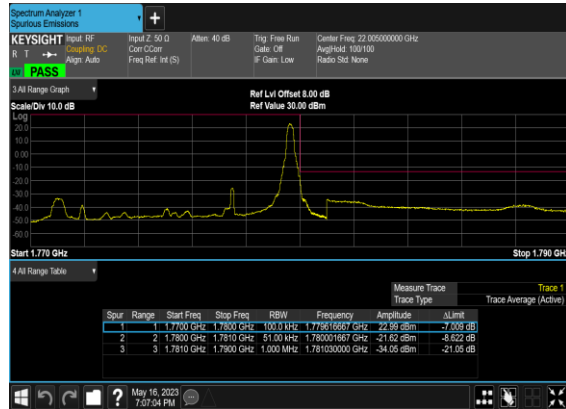 Spectrum Analyzer 1
Spurious Emissions
KEYSIGHT Input: RF Input Z: 50 Ω Atten: 40 dB Trig: Free Run Center Freq: 22.005000000 GHz
R T Coupling: DC Corr CCorr Gate: Off Avg|Hold: 100/100
Align: Auto Freq Ref: Int (S) IF Gain: Low Radio Std: None
PASS
3 All Range Graph
Ref Lvl Offset 8.00 dB
Scale/Div 10.0 dB Ref Value 30.00 dBm
Log
20.0
10.0
0.00
-10.0
-20.0
-30.0
-40.0
-50.0
-60.0
Start 1.770 GHz Stop 1.790 GH
4 All Range Table
Measure Trace Trace 1
Trace Type Trace Average (Active)
Spur Range Start Freq Stop Freq RBW Frequency Amplitude ΔLimit
1 1 1.7700 GHz 1.7800 GHz 100.0 kHz 1.779616667 GHz 22.99 dBm -7.009 dB
2 2 1.7800 GHz 1.7810 GHz 51.00 kHz 1.780001667 GHz -21.62 dBm -8.622 dB
3 3 1.7810 GHz 1.7900 GHz 1.000 MHz 1.781030000 GHz -34.05 dBm -21.05 dB
? May 16, 2023
7:07:04 PM